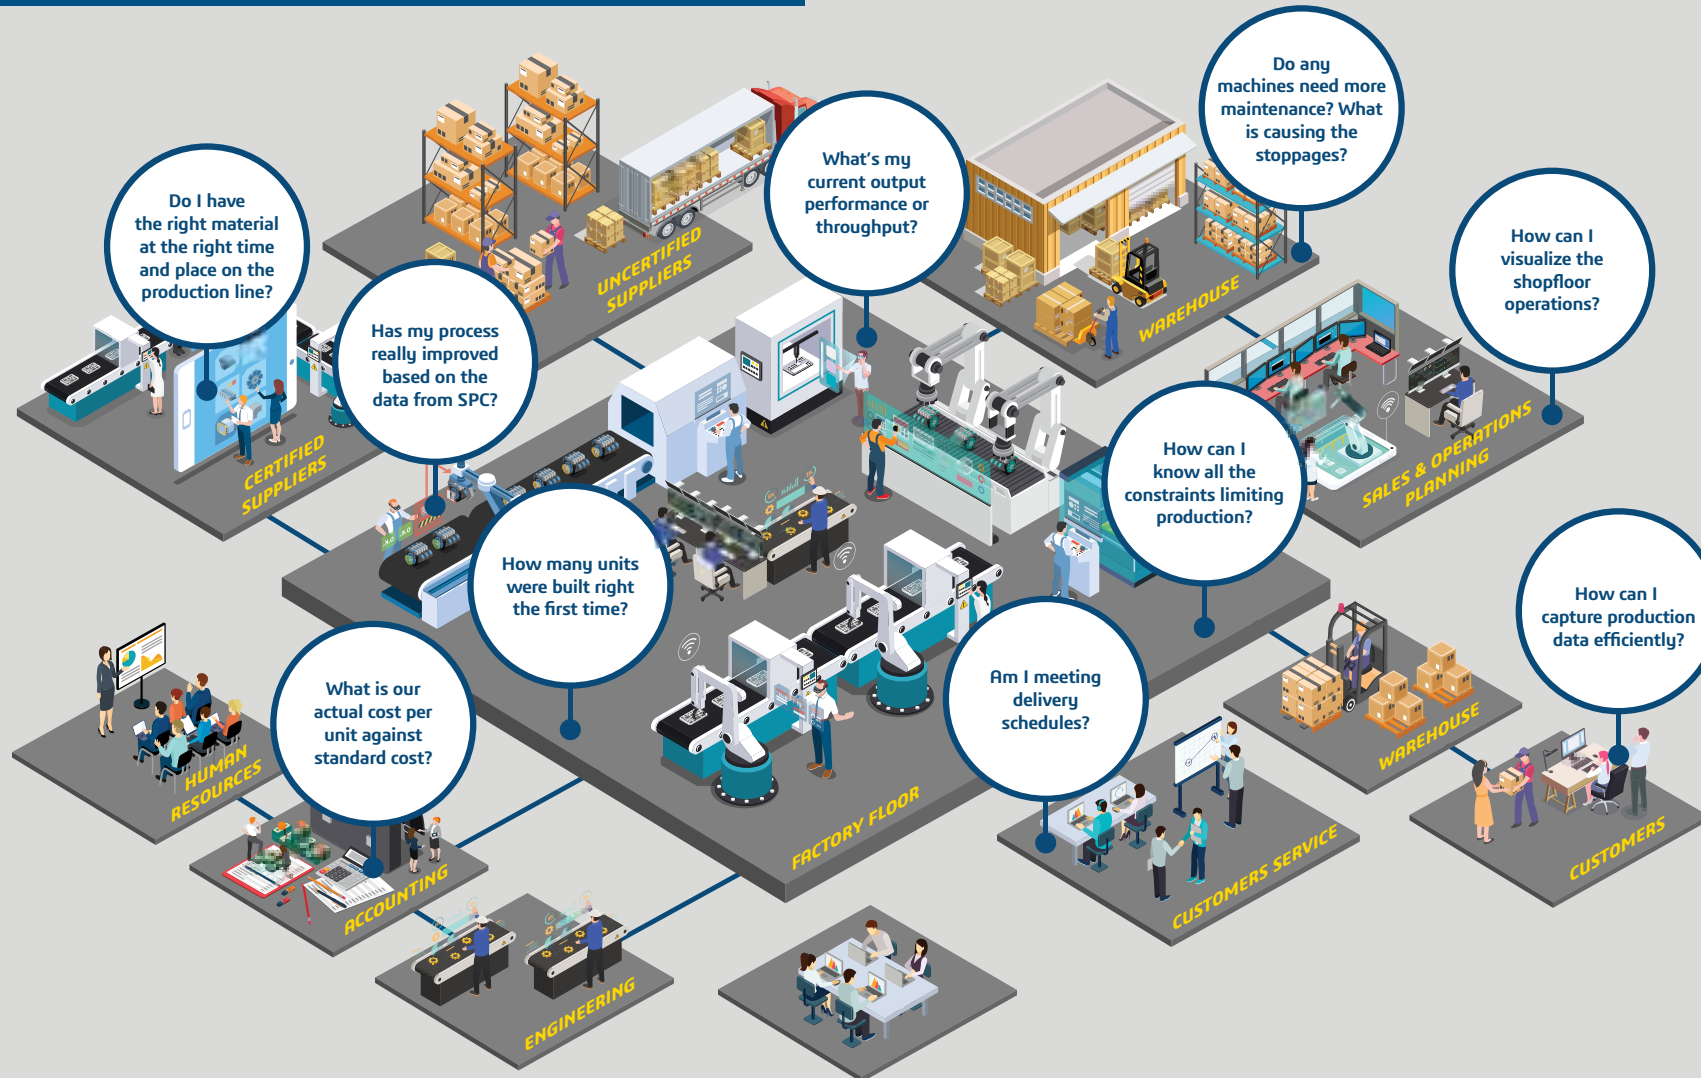 Do any
machines need more
maintenance? What
is causing the
stoppages?
What's my
current output
performance or
throughput?
Do I have
the right material
at the right time
and place on the
production line?
How can I
visualize the
shopfloor
operations?
UNCERTIFIED
SUPPLIERS
WAREHOUSE
Has my process
really improved
based on the
data from SPC?
CERTIFIED
SUPPLIERS
SALES & OPERATIONS
PLANNING
How can I
know all the
constraints limiting
production?
How many units
were built right
the first time?
How can I
capture production
data efficiently?
Am I meeting
delivery
schedules?
What is our
actual cost per
unit against
standard cost?
HUMAN
RESOURCES
WAREHOUSE
FACTORY FLOOR
CUSTOMERS
CUSTOMERS SERVICE
ACCOUNTING
ENGINEERING